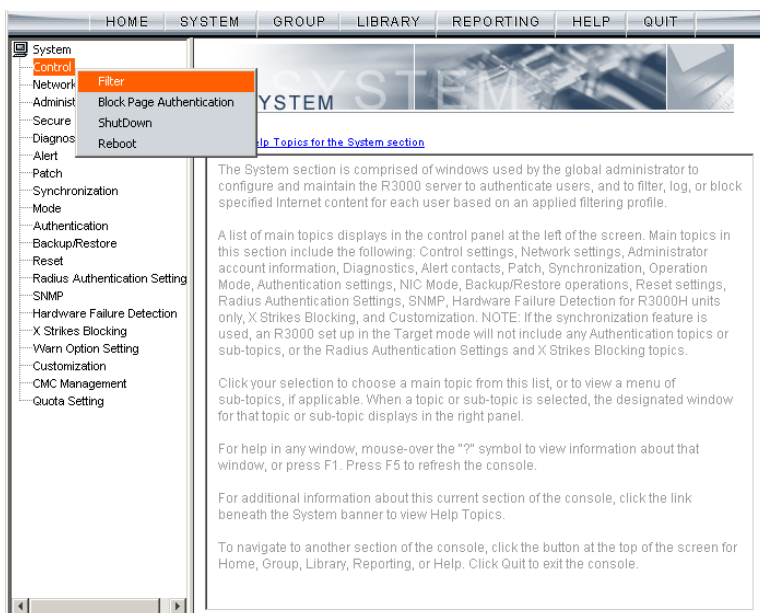 HOME SYSTEM GROUP LIBRARY REPORTING HELP QUIT
System
Control
Network
Administ
Secure
Diagnos
Alert
Patch
Synchronization
Mode
Authentication
Backup/Restore
Reset
Radius Authentication Setting
SNMP
Hardware Failure Detection
X Strikes Blocking
Warn Option Setting
Customization
CMC Management
Quota Setting
Filter
Block Page Authentication
ShutDown
Reboot
SYSTEM
YSTEM
elp Topics for the System section
The System section is comprised of windows used by the global administrator to
configure and maintain the R3000 server to authenticate users, and to filter, log, or block
specified Internet content for each user based on an applied filtering profile.
A list of main topics displays in the control panel at the left of the screen. Main topics in
this section include the following: Control settings, Network settings, Administrator
account information, Diagnostics, Alert contacts, Patch, Synchronization, Operation
Mode, Authentication settings, NIC Mode, Backup/Restore operations, Reset settings,
Radius Authentication Settings, SNMP, Hardware Failure Detection for R3000H units
only, X Strikes Blocking, and Customization. NOTE: If the synchronization feature is
used, an R3000 set up in the Target mode will not include any Authentication topics or
sub-topics, or the Radius Authentication Settings and X Strikes Blocking topics.
Click your selection to choose a main topic from this list, or to view a menu of
sub-topics, if applicable. When a topic or sub-topic is selected, the designated window
for that topic or sub-topic displays in the right panel.
For help in any window, mouse-over the "?" symbol to view information about that
window, or press F1. Press F5 to refresh the console.
For additional information about this current section of the console, click the link
beneath the System banner to view Help Topics.
To navigate to another section of the console, click the button at the top of the screen for
Home, Group, Library, Reporting, or Help. Click Quit to exit the console.